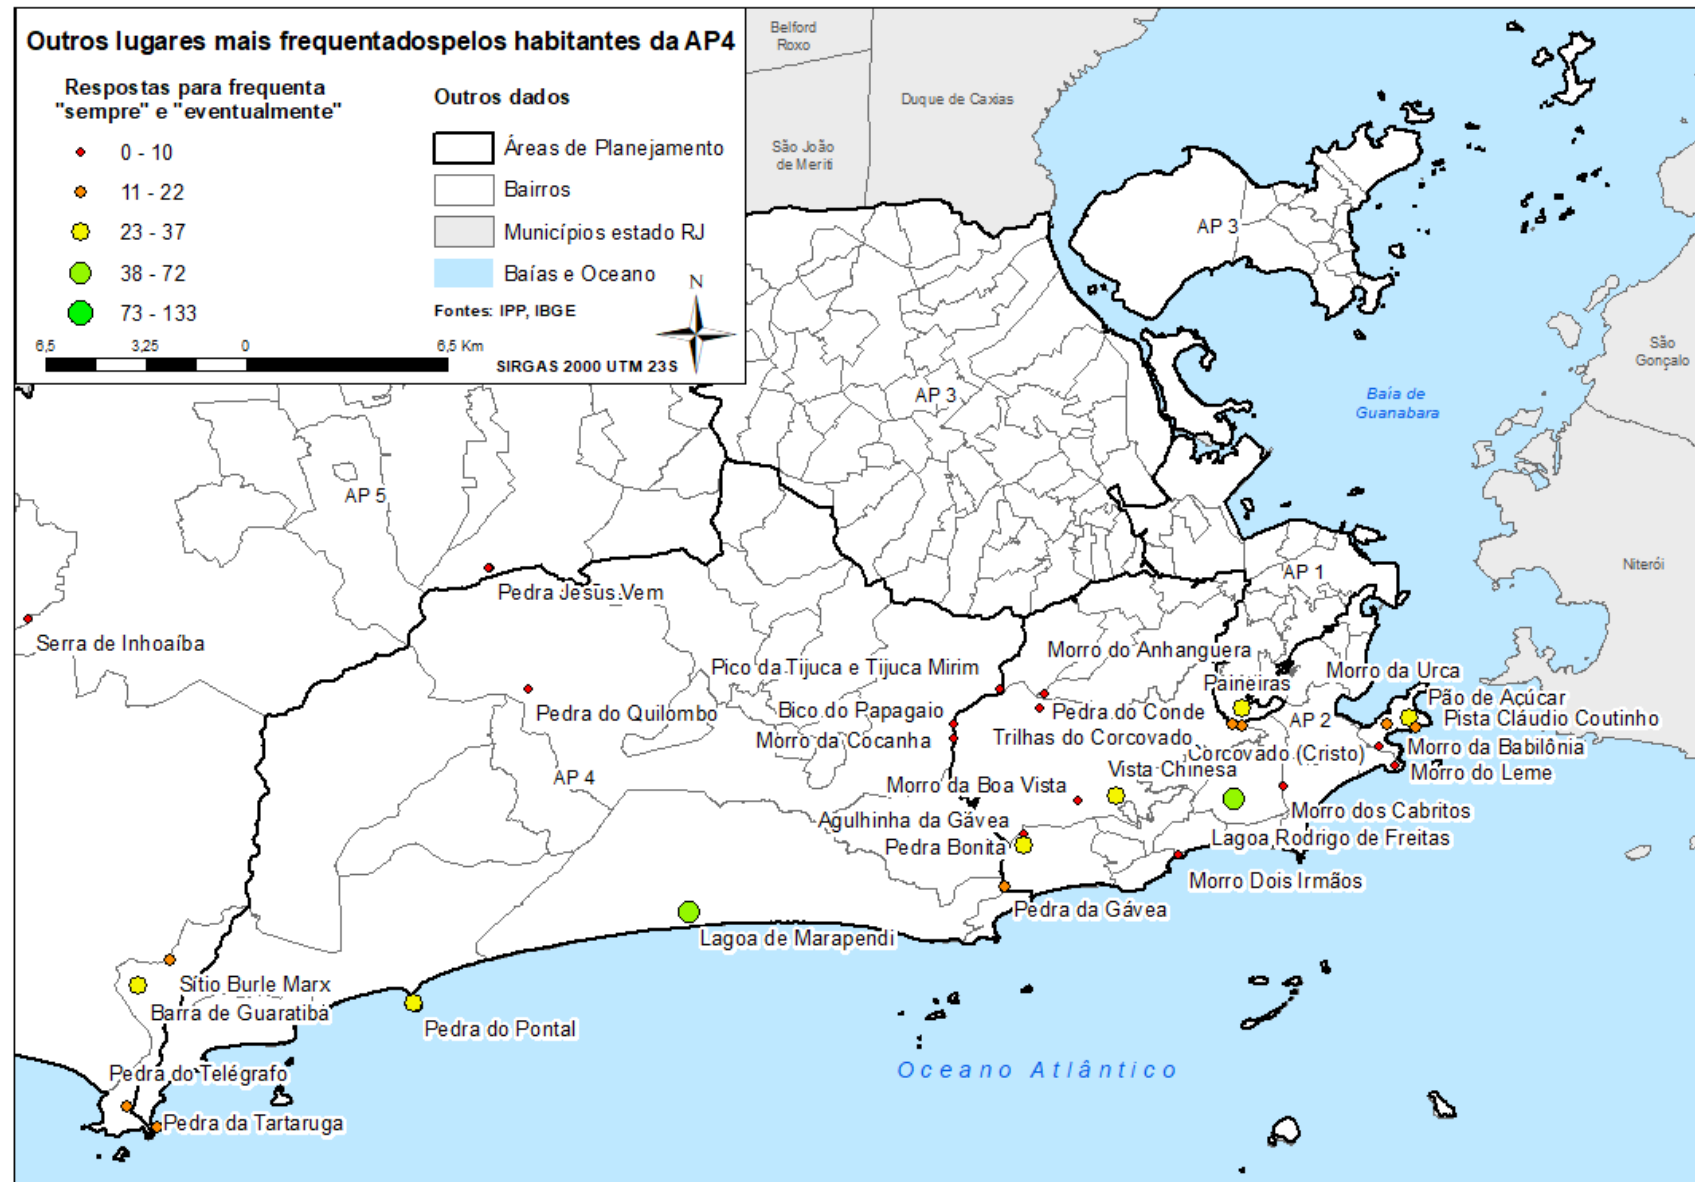 Outros lugares mais frequentadospelos habitantes da AP4
Respostas para frequenta
"sempre" e "eventualmente"
0 - 10
11 - 22
23 - 37
38 - 72
73 - 133
Outros dados
Áreas de Planejamento
Bairros
Municípios estado RJ
Baías e Oceano
Fontes: IPP, IBGE
N
6,5 3,25 0 6,5 Km
SIRGAS 2000 UTM 23S
Belford
Roxo
Duque de Caxias
São João
de Meriti
AP 3
São
Gonçalo
AP 3
Baía de
Guanabara
AP 5
Niterói
AP 1
Pedra Jesus Vem
Serra de Inhoaíba
Morro do Anhanguera
Pico da Tijuca e Tijuca Mirim
Morro da Urca
Paineiras
Pão de Açúcar
Bico do Papagaio
Pedra do Quilombo
Pedra do Conde
AP 2
Pista Cláudio Coutinho
Morro da Cocanha
Trilhas do Corcovado
Corcovado (Cristo)
Morro da Babilônia
Vista Chinesa
Morro do Leme
AP 4
Morro da Boa Vista
Morro dos Cabritos
Agulhinha da Gávea
Lagoa Rodrigo de Freitas
Pedra Bonita
Morro Dois Irmãos
Pedra da Gávea
Lagoa de Marapendi
Sítio Burle Marx
Barra de Guaratiba
Pedra do Pontal
Oceano Atlântico
Pedra do Telégrafo
Pedra da Tartaruga